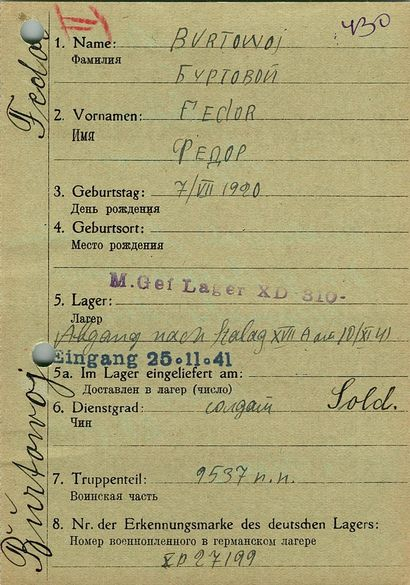 430
Fedor
1. Name: Burtowoj
Фамилия
Буртовой
2. Vornamen: Fedor
Имя
Федор
3. Geburtstag: 7/VII 1920
День рождения
4. Geburtsort:
Место рождения
M. Gef Lager XD 310-
5. Lager:
Лагер
Abgang nach Stalag XVII A am 10/XI 41
Eingang 25.11.41
5a. Im Lager eingeliefert am:
Доставлен в лагер (число)
6. Dienstgrad: солдат Sold.
Чин
Burtowoj
7. Truppenteil: 9537 п.п.
Воинская часть
8. Nr. der Erkennungsmarke des deutschen Lagers:
Номер военнопленного в германском лагере
XD 27199